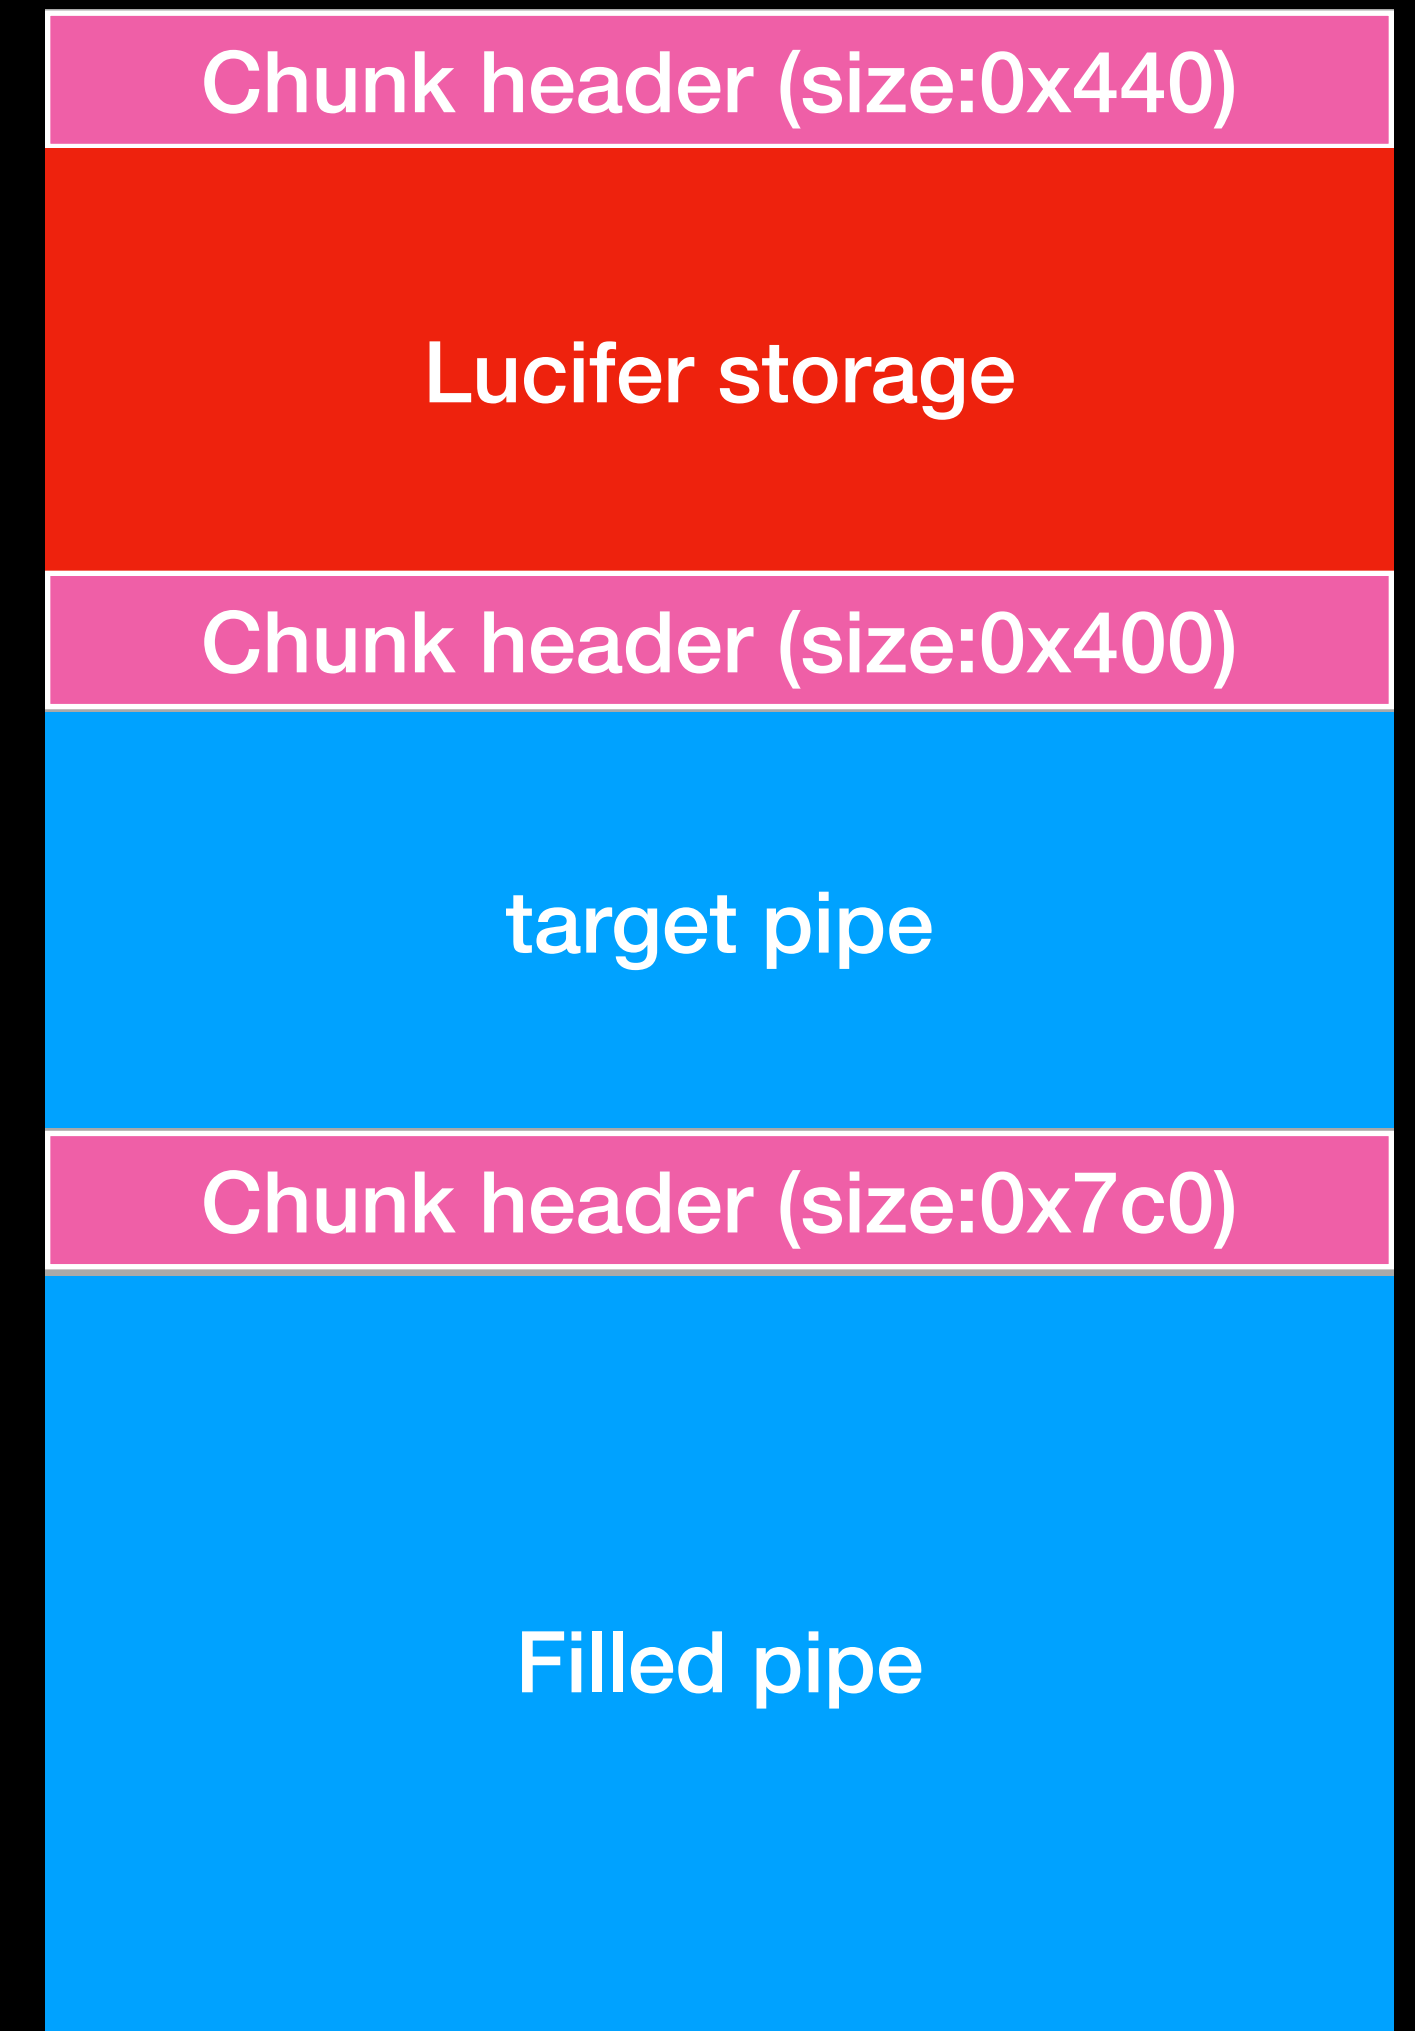 Chunk header (size:0x440)
Lucifer storage
Chunk header (size:0x400)
target pipe
Chunk header (size:0x7c0)
Filled pipe